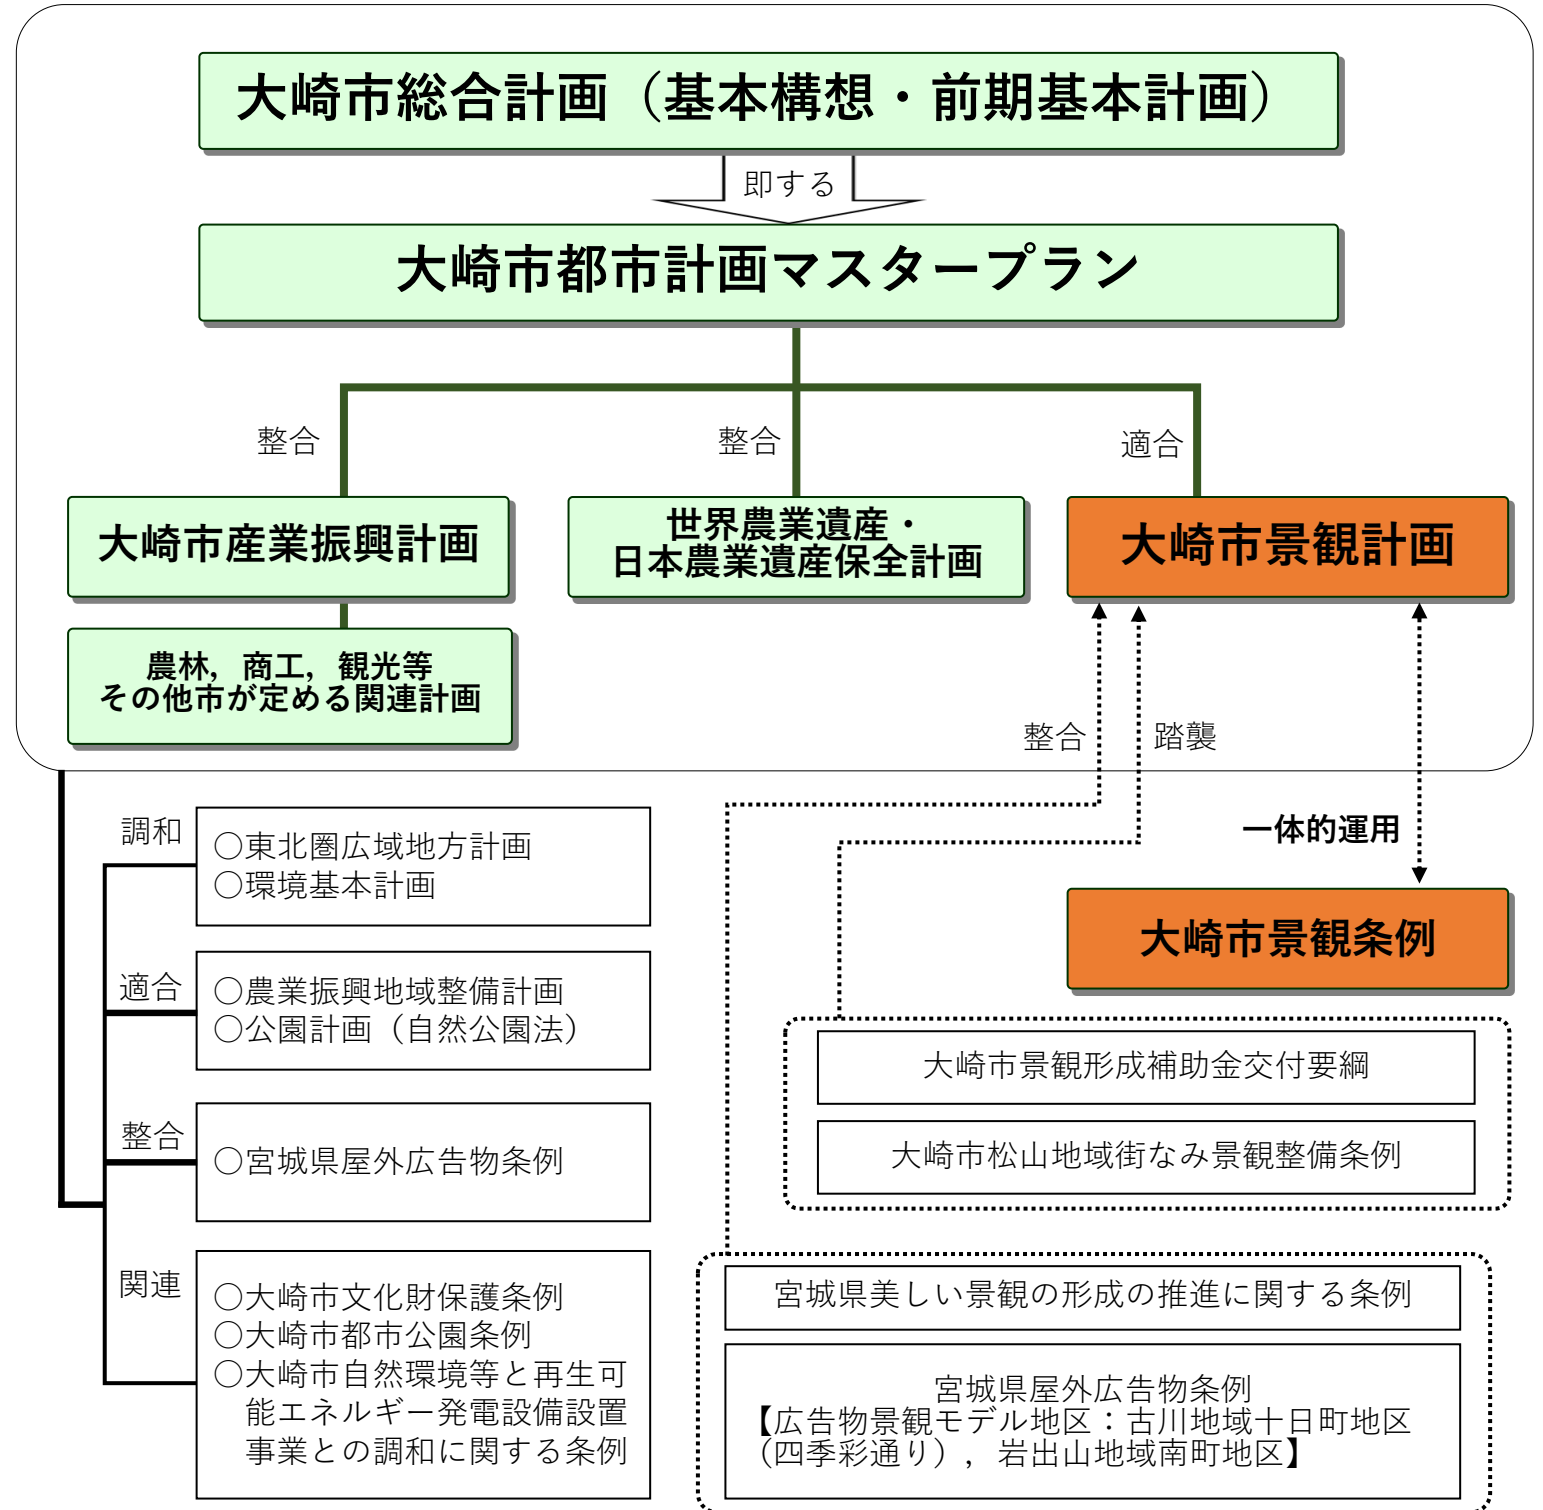 大崎市総合計画（基本構想・前期基本計画）
即する
大崎市都市計画マスタープラン
整合
整合
適合
大崎市産業振興計画
世界農業遺産・
日本農業遺産保全計画
大崎市景観計画
農林，商工，観光等
その他市が定める関連計画
整合
踏襲
調和
○東北圏広域地方計画
○環境基本計画
一体的運用
大崎市景観条例
適合
○農業振興地域整備計画
○公園計画（自然公園法）
大崎市景観形成補助金交付要綱
整合
○宮城県屋外広告物条例
大崎市松山地域街なみ景観整備条例
関連
○大崎市文化財保護条例
○大崎市都市公園条例
○大崎市自然環境等と再生可
能エネルギー発電設備設置
事業との調和に関する条例
宮城県美しい景観の形成の推進に関する条例
宮城県屋外広告物条例
【広告物景観モデル地区：古川地域十日町地区
（四季彩通り），岩出山地域南町地区】